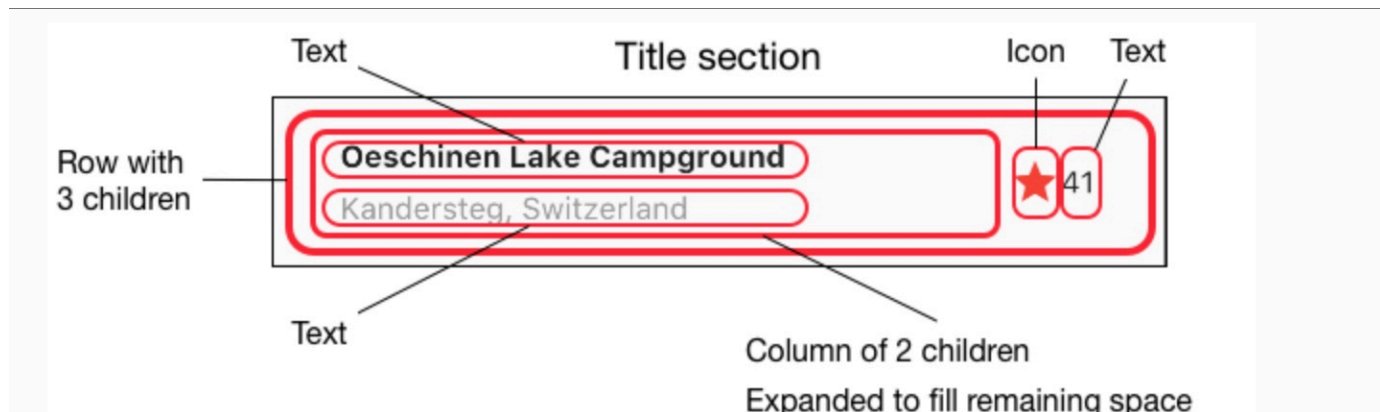 Text
Title section
Icon
Text
Row with
3 children
Oeschinen Lake Campground
Kandersteg, Switzerland
41
Text
Column of 2 children
Expanded to fill remaining space